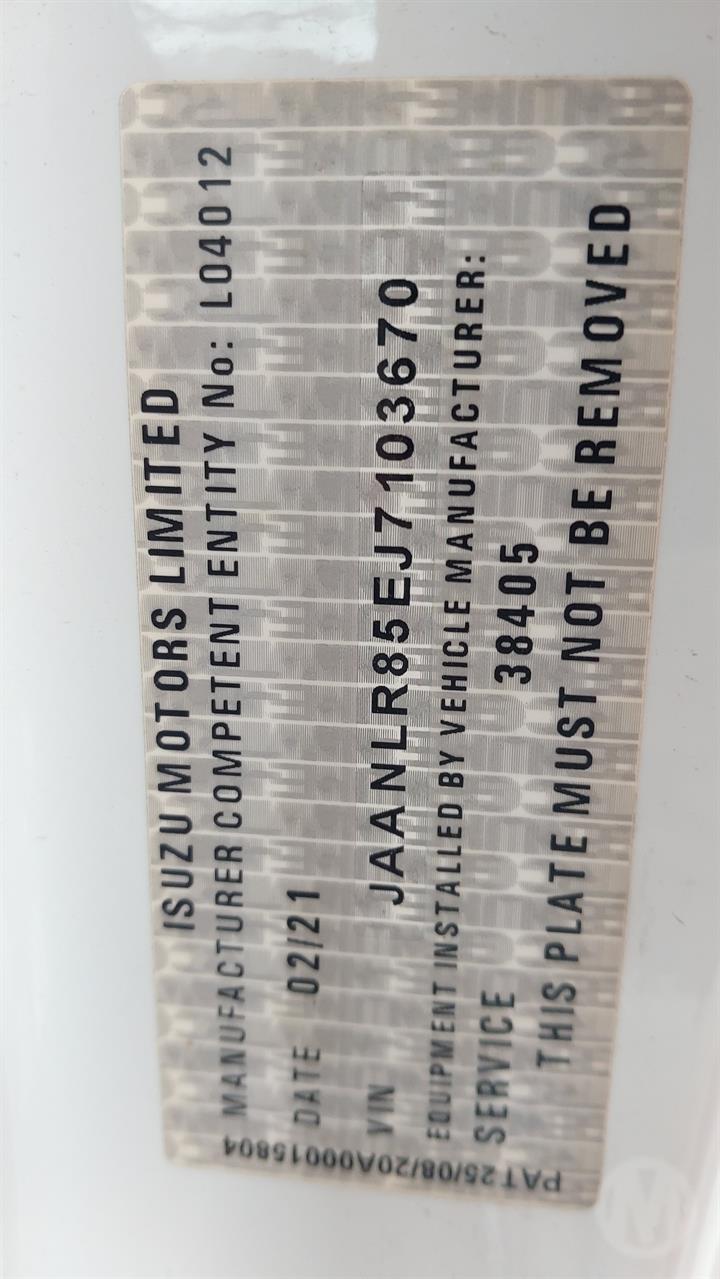 ISUZU MOTORS LIMITED
MANUFACTURER COMPETENT ENTITY No: L04012
DATE 02/21
VIN JAANLR85EJ7103670
EQUIPMENT INSTALLED BY VEHICLE MANUFACTURER:
SERVICE 38405
THIS PLATE MUST NOT BE REMOVED
PAT25/08/20A00015804